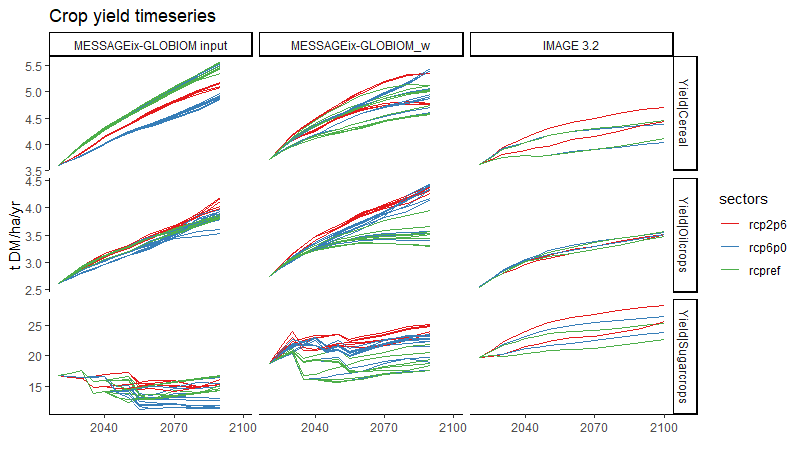 Crop yield timeseries
MESSAGEix-GLOBIOM input
MESSAGEix-GLOBIOM_w
IMAGE 3.2
5.5
5.0
4.5
4.0
3.5
Yield|Cereal
t DM/ha/yr
4.5
4.0
3.5
3.0
2.5
Yield|Oilcrops
25
20
15
Yield|Sugarcrops
2040
2070
2100
2040
2070
2100
2040
2070
2100
sectors
rcp2p6
rcp6p0
rcpref